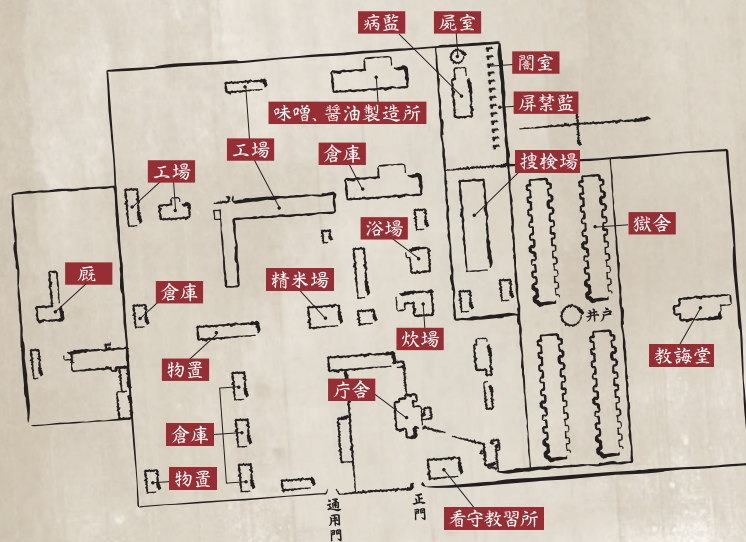 病監
屍室
闇室
屏禁監
味噌、醤油製造所
工場
倉庫
捜検場
工場
浴場
獄舎
厩
倉庫
精米場
井戸
炊場
教誨堂
物置
庁舎
倉庫
物置
看守教習所
通用門
正門